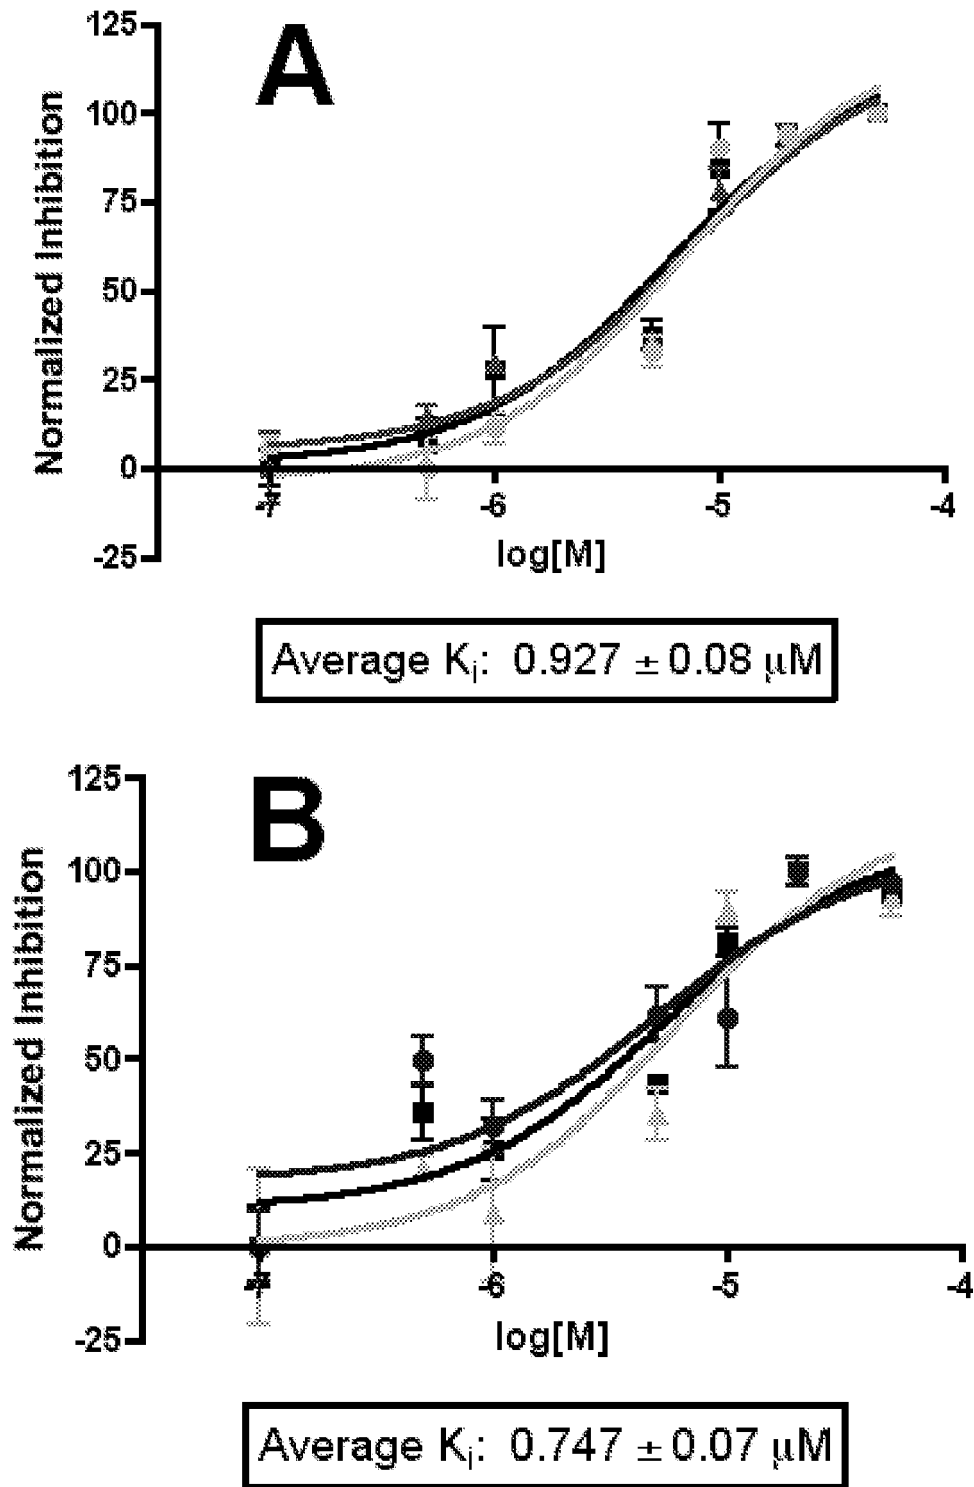 A
Normalized Inhibition
125
100
75
50
25
0
-25
-7
-6
-5
-4
log[M]
Average Ki: 0.927 ± 0.08 μM
B
Normalized Inhibition
125
100
75
50
25
0
-25
-7
-6
-5
-4
log[M]
Average Ki: 0.747 ± 0.07 μM